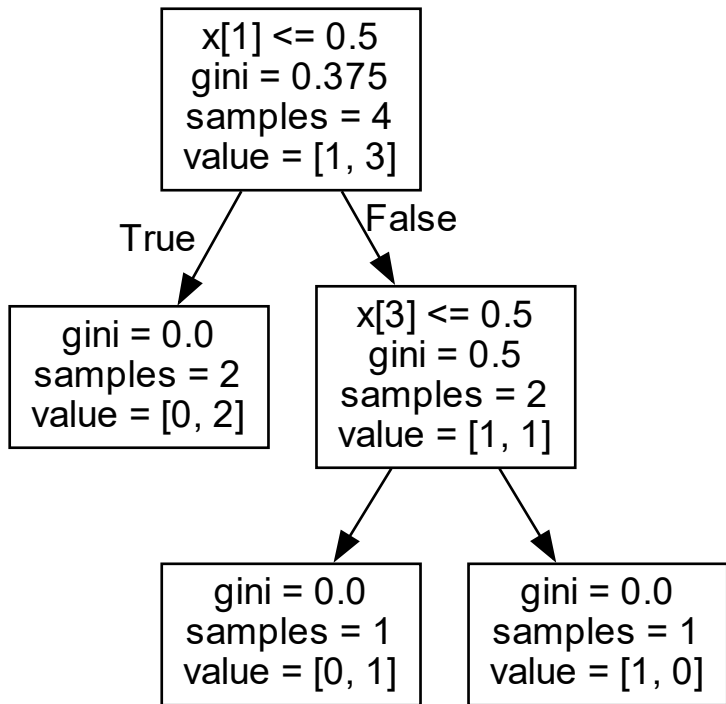 x[1] <= 0.5
gini = 0.375
samples = 4
value = [1, 3]
True
False
gini = 0.0
samples = 2
value = [0, 2]
x[3] <= 0.5
gini = 0.5
samples = 2
value = [1, 1]
gini = 0.0
samples = 1
value = [0, 1]
gini = 0.0
samples = 1
value = [1, 0]